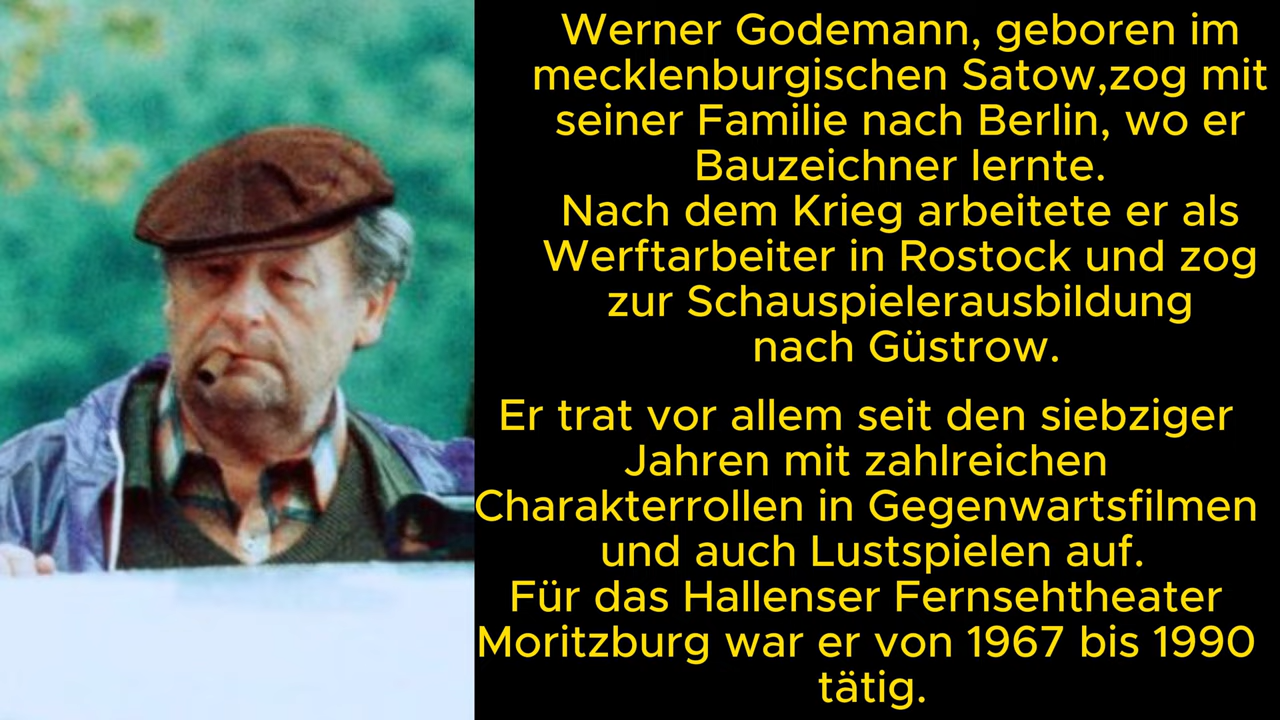 Werner Godemann, geboren im
mecklenburgischen Satow,zog mit
seiner Familie nach Berlin, wo er
Bauzeichner lernte.
Nach dem Krieg arbeitete er als
Werftarbeiter in Rostock und zog
zur Schauspielerausbildung
nach Güstrow.
Er trat vor allem seit den siebziger
Jahren mit zahlreichen
Charakterrollen in Gegenwartsfilmen
und auch Lustspielen auf.
Für das Hallenser Fernsehtheater
Moritzburg war er von 1967 bis 1990
tätig.